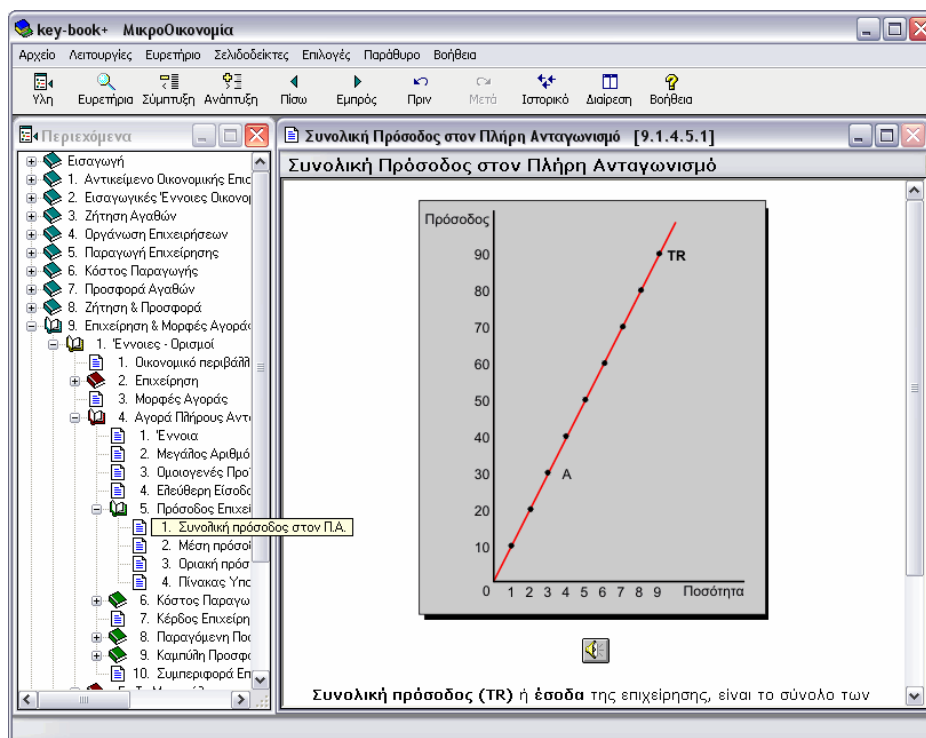 key-book+ ΜικροΟικονομία
Αρχείο Λειτουργίες Ευρετήριο Σελιδοδείκτες Επιλογές Παράθυρο Βοήθεια
Ύλη Ευρετήρια Σύμπτυξη Ανάπτυξη Πίσω Εμπρός Πριν Μετά Ιστορικό Διαίρεση Βοήθεια
Περιεχόμενα
Εισαγωγή
1. Αντικείμενο Οικονομικής Επισ
2. Εισαγωγικές Έννοιες Οικονομ
3. Ζήτηση Αγαθών
4. Οργάνωση Επιχειρήσεων
5. Παραγωγή Επιχείρησης
6. Κόστος Παραγωγής
7. Προσφορά Αγαθών
8. Ζήτηση & Προσφορά
9. Επιχείρηση & Μορφές Αγοράς
1. Έννοιες - Ορισμοί
1. Οικονομικό περιβάλλ
2. Επιχείρηση
3. Μορφές Αγοράς
4. Αγορά Πλήρους Αντα
1. Έννοια
2. Μεγάλος Αριθμό
3. Ομοιογενές Προϊ
4. Ελεύθερη Είσοδο
5. Πρόσοδος Επιχεί
1. Συνολική πρόσοδος στον Π.Α.
2. Μέση πρόσοδ
3. Οριακή πρόσ
4. Πίνακας Υπο
6. Κόστος Παραγω
7. Κέρδος Επιχείρη
8. Παραγόμενη Ποσ
9. Καμπύλη Προσφο
10. Συμπεριφορά Επ
Συνολική Πρόσοδος στον Πλήρη Ανταγωνισμό [9.1.4.5.1]
Συνολική Πρόσοδος στον Πλήρη Ανταγωνισμό
Πρόσοδος
90
TR
80
70
60
50
40
30
A
20
10
0 1 2 3 4 5 6 7 8 9 Ποσότητα
Συνολική πρόσοδος (TR) ή έσοδα της επιχείρησης, είναι το σύνολο των